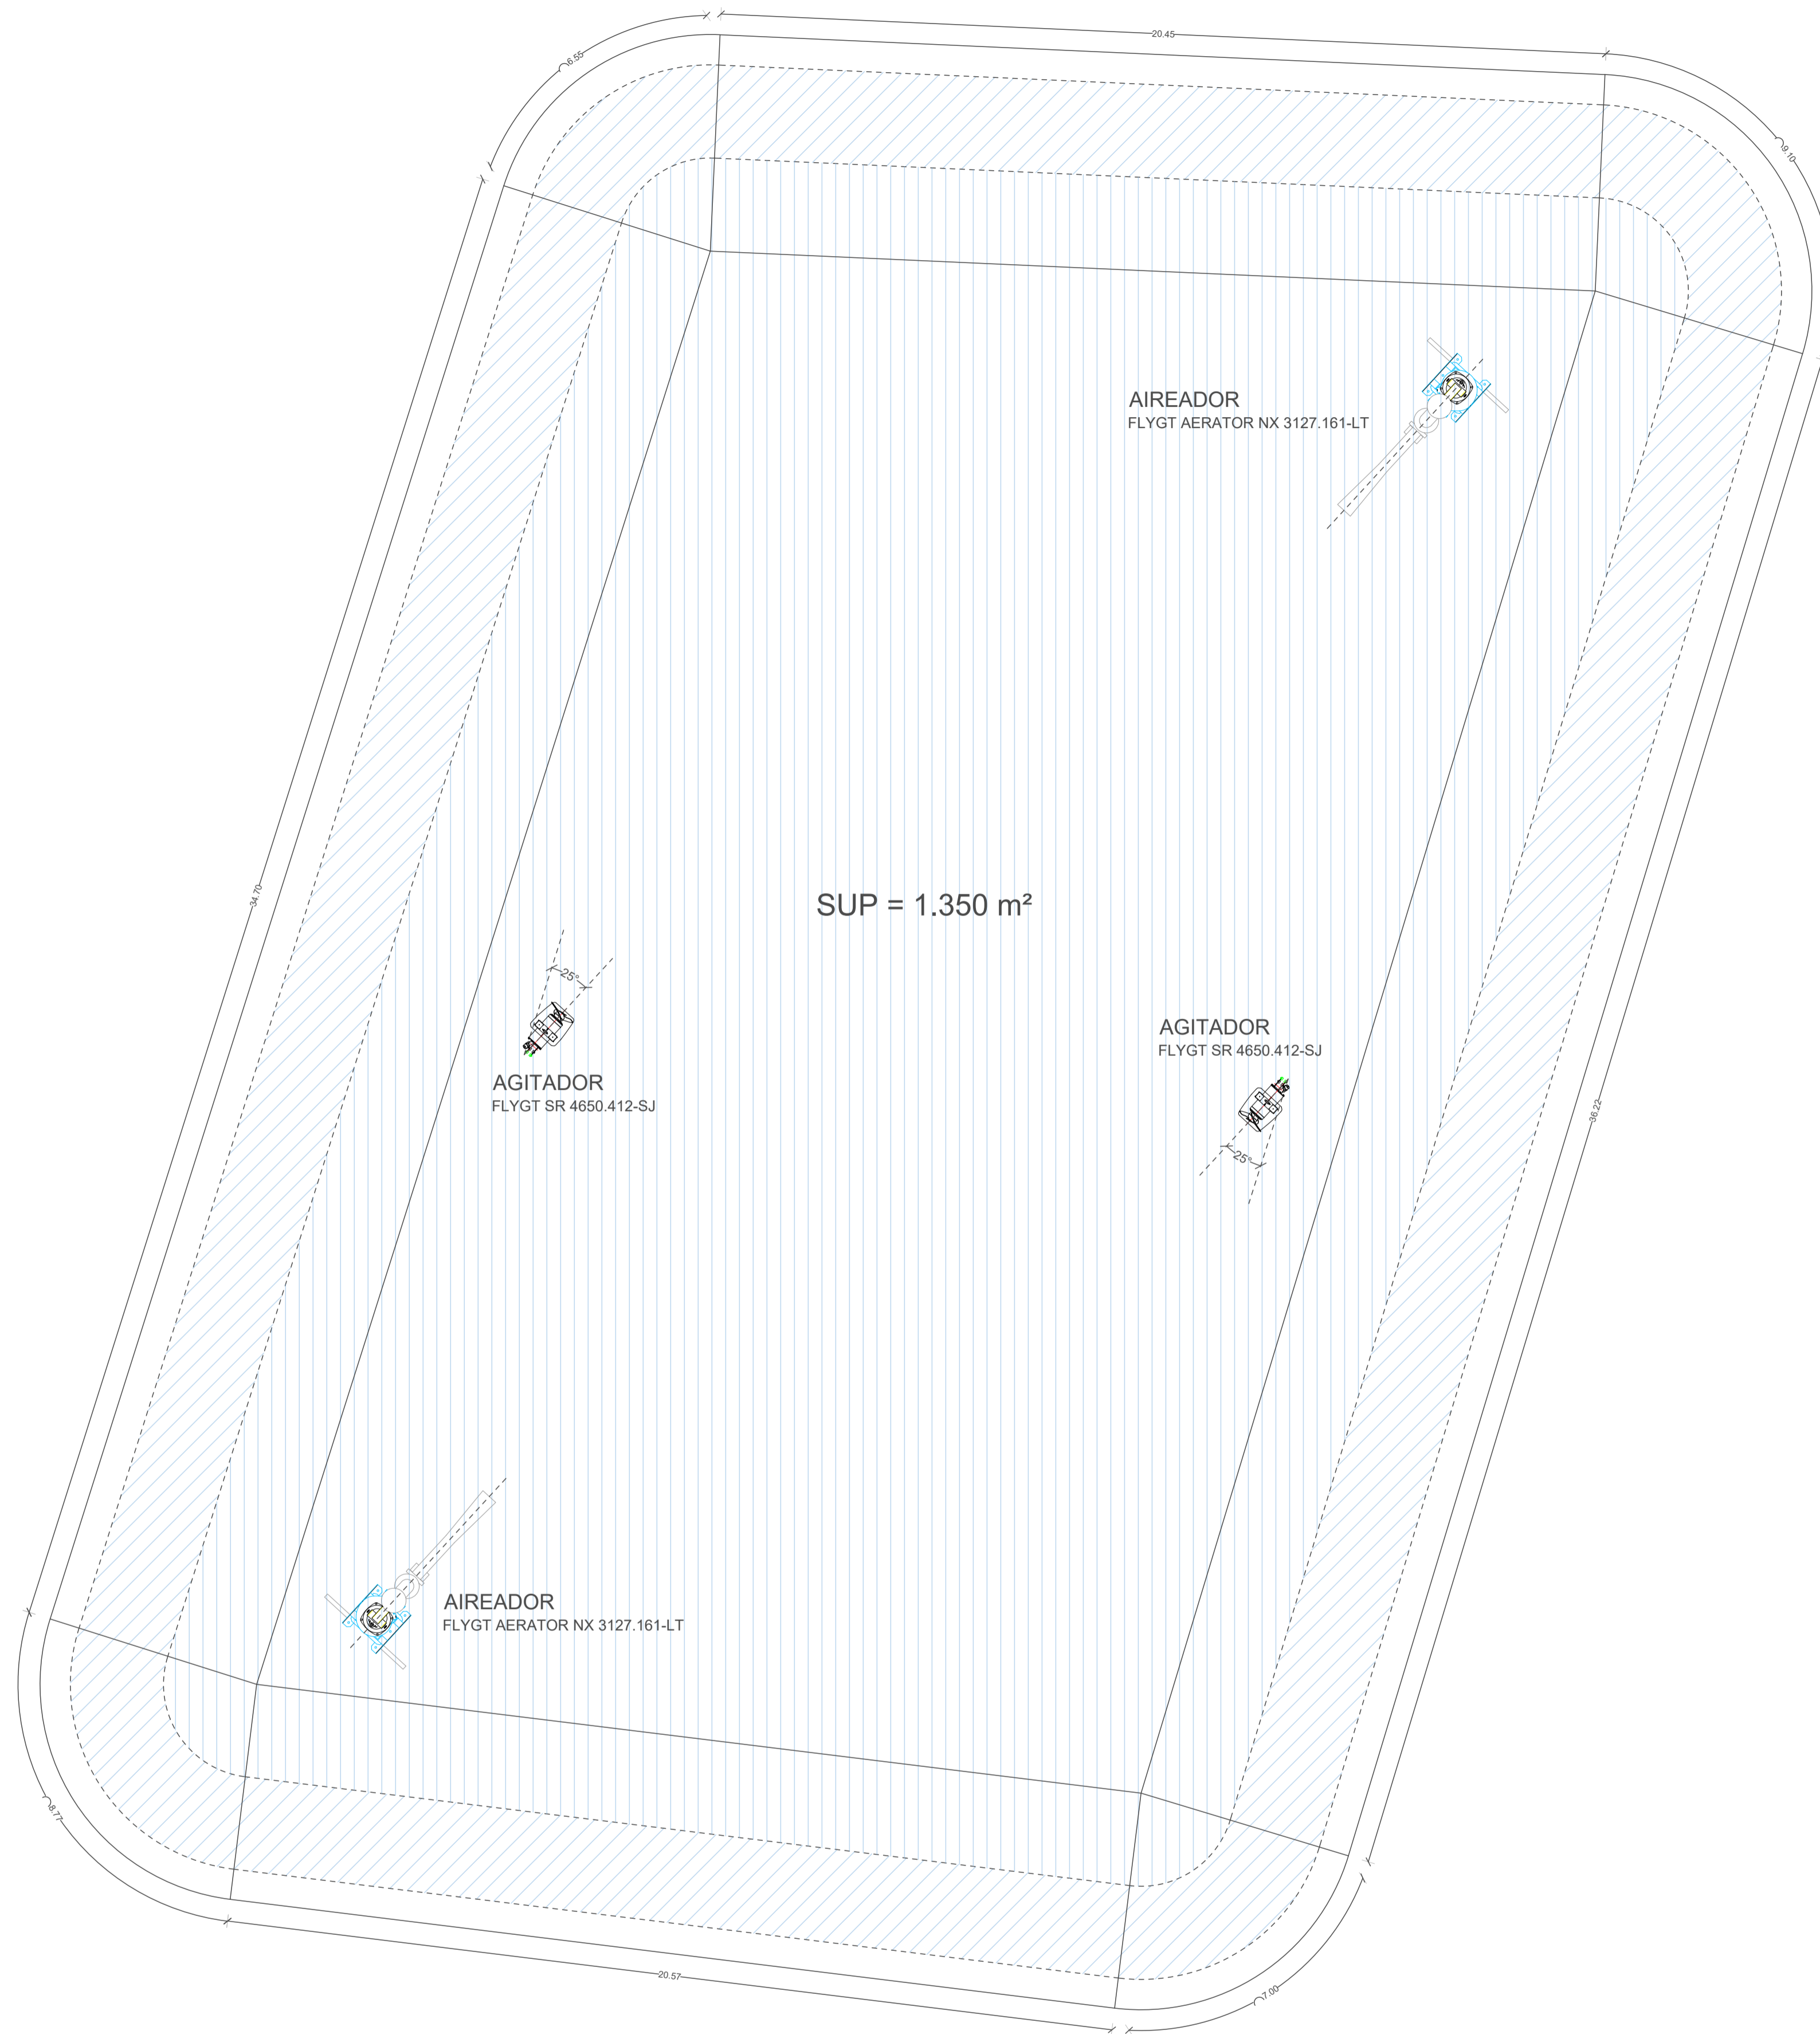 20.45
6.55
9.10
AIREADOR
FLYGT AERATOR NX 3127.161-LT
34.70
SUP = 1.350 m²
25°
AGITADOR
FLYGT SR 4650.412-SJ
AGITADOR
FLYGT SR 4650.412-SJ
36.22
25°
AIREADOR
FLYGT AERATOR NX 3127.161-LT
8.77
20.57
7.00